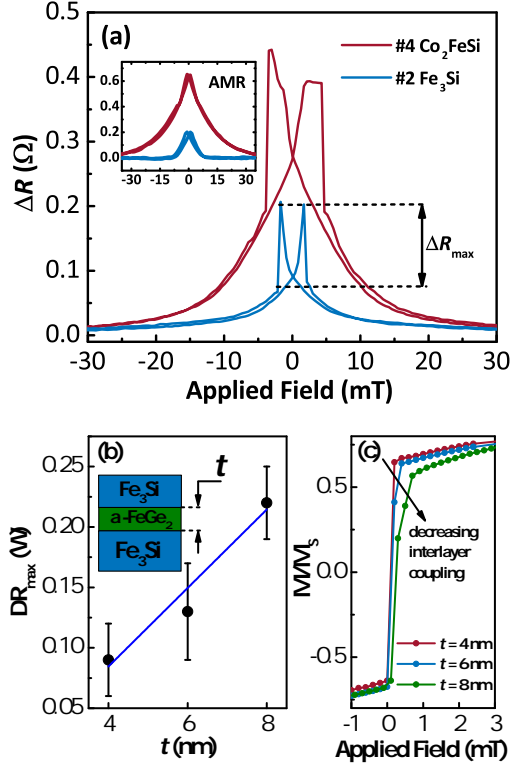 (a)
#4 Co₂FeSi
#2 Fe₃Si
AMR
0.6
0.4
0.2
0.0
-30 -15 0 15 30
ΔR (Ω)
0.5
0.4
0.3
0.2
0.1
0.0
ΔRmax
-30 -20 -10 0 10 20 30
Applied Field (mT)
(b)
DRmax (W)
0.25
0.20
0.15
0.10
0.05
Fe₃Si
a-FeGe₂
Fe₃Si
t
4 6 8
t (nm)
(c)
M/MS
0.5
0.0
-0.5
decreasing
interlayer
coupling
t = 4nm
t = 6nm
t = 8nm
-1 0 1 2 3
Applied Field (mT)